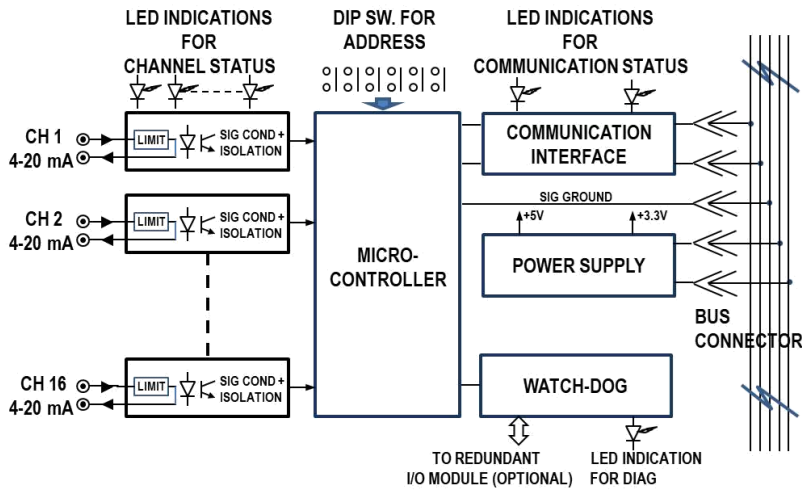 LED INDICATIONS
FOR
CHANNEL STATUS
DIP SW. FOR
ADDRESS
LED INDICATIONS
FOR
COMMUNICATION STATUS
CH 1
4-20 mA
LIMIT
SIG COND +
ISOLATION
CH 2
4-20 mA
LIMIT
SIG COND +
ISOLATION
CH 16
4-20 mA
LIMIT
SIG COND +
ISOLATION
MICRO-
CONTROLLER
COMMUNICATION
INTERFACE
SIG GROUND
+5V
+3.3V
POWER SUPPLY
BUS
CONNECTOR
WATCH-DOG
TO REDUNDANT
I/O MODULE (OPTIONAL)
LED INDICATION
FOR DIAG